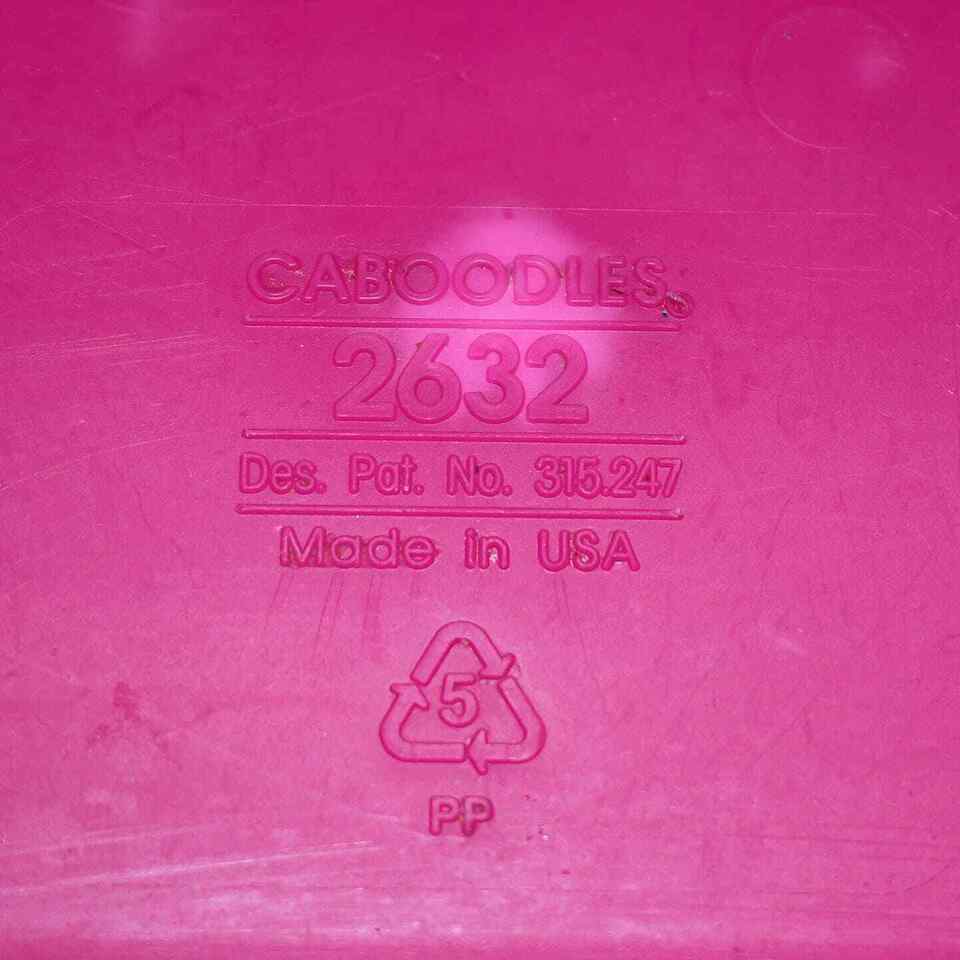 CABOODLES®
2632
Des. Pat. No. 315.247
Made in USA
5
PP